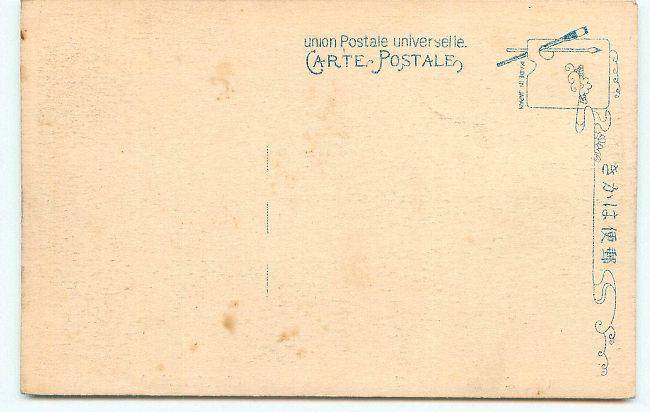 union Postale universelle.
CARTE POSTALE
MADE IN JAPAN
きかは便郵